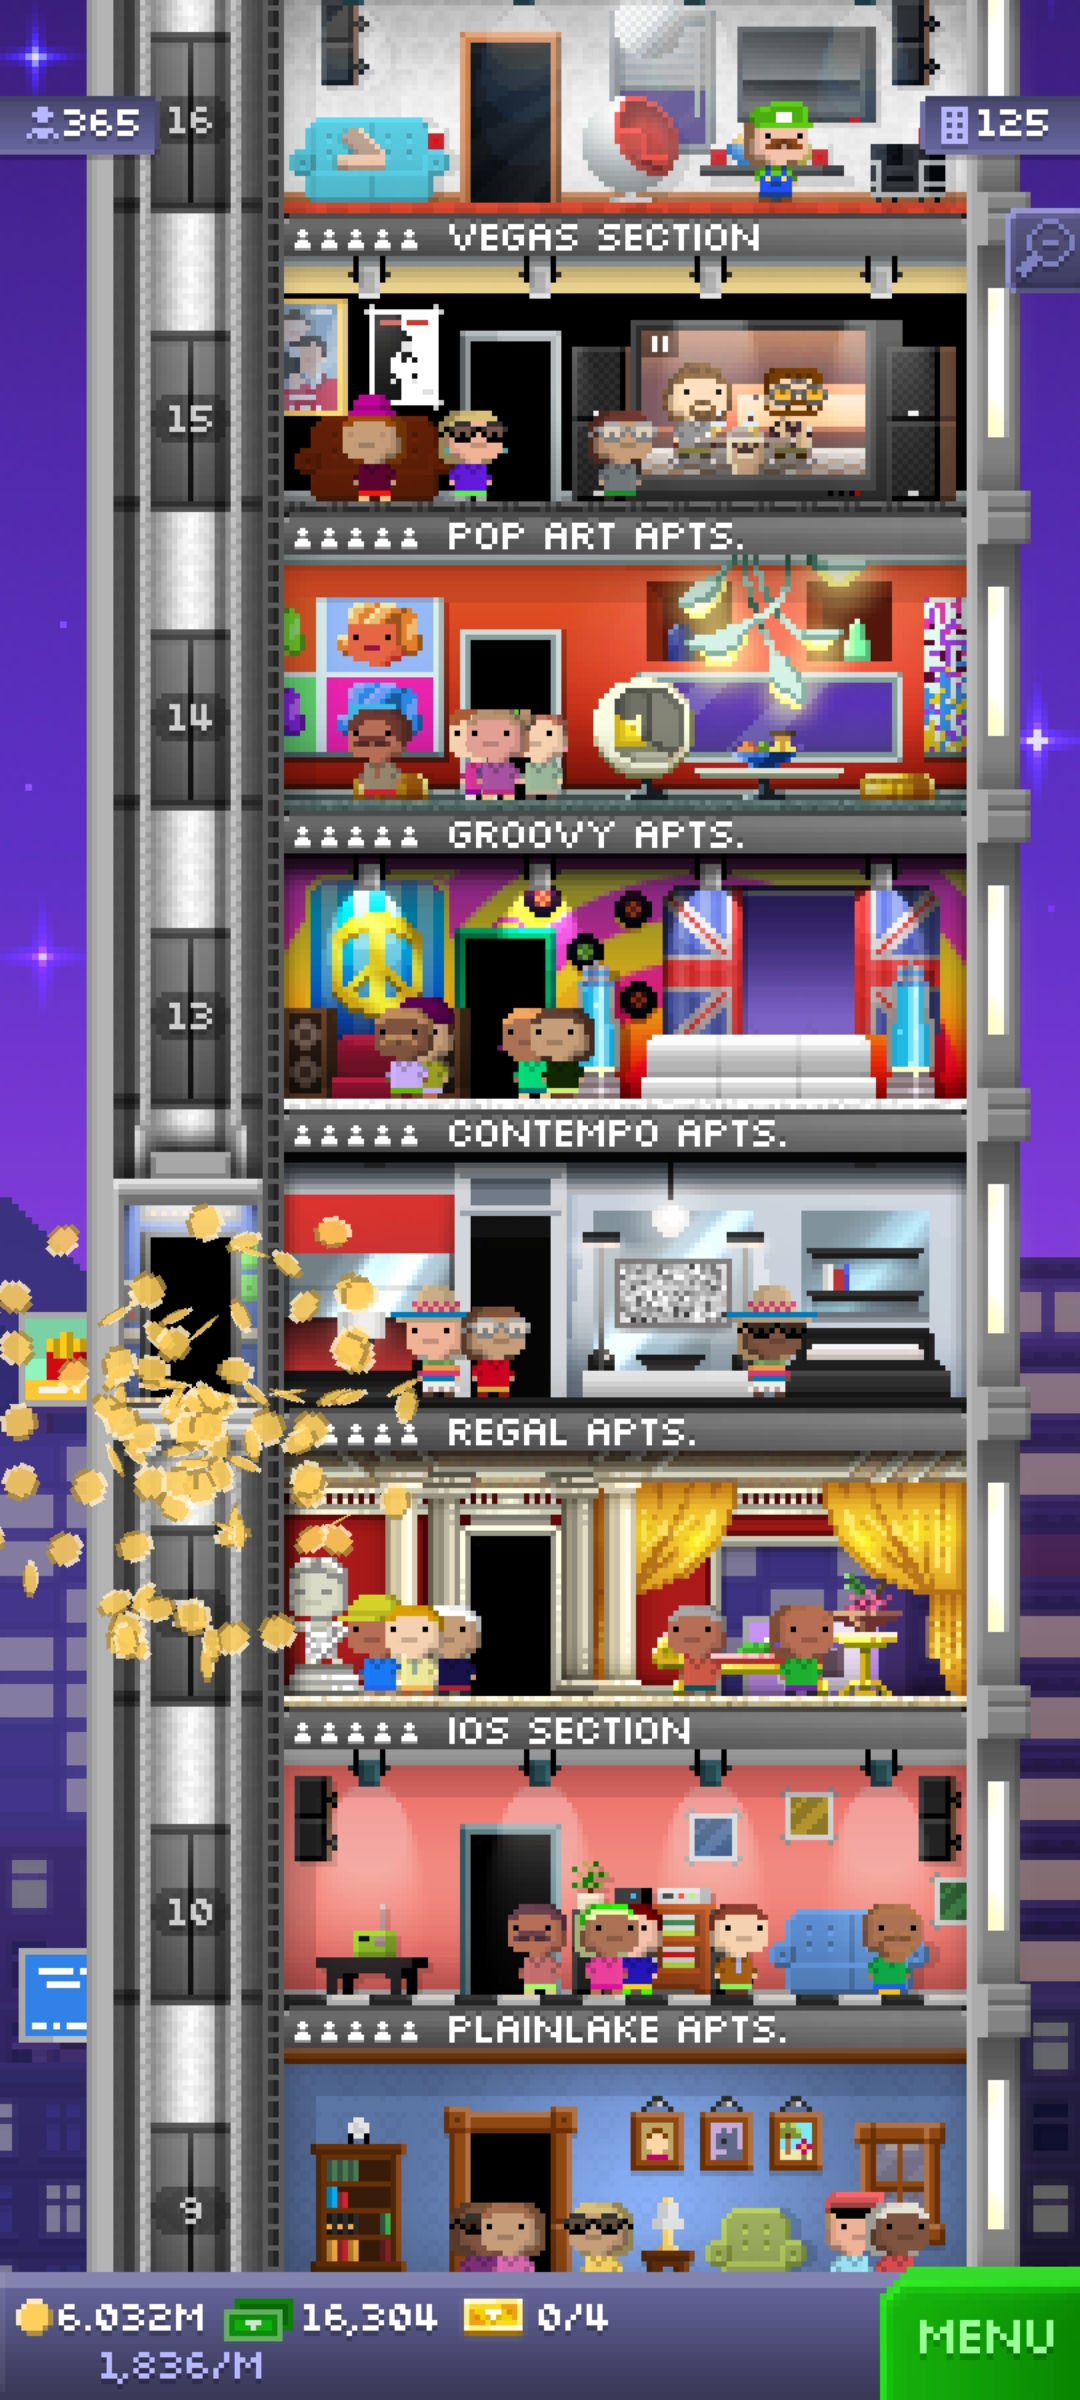 365
16
125
VEGAS SECTION
15
POP ART APTS.
14
GROOVY APTS.
13
CONTEMPO APTS.
REGAL APTS.
IOS SECTION
10
PLAINLAKE APTS.
9
6.032M 16,304 0/4
1,836/M
MENU